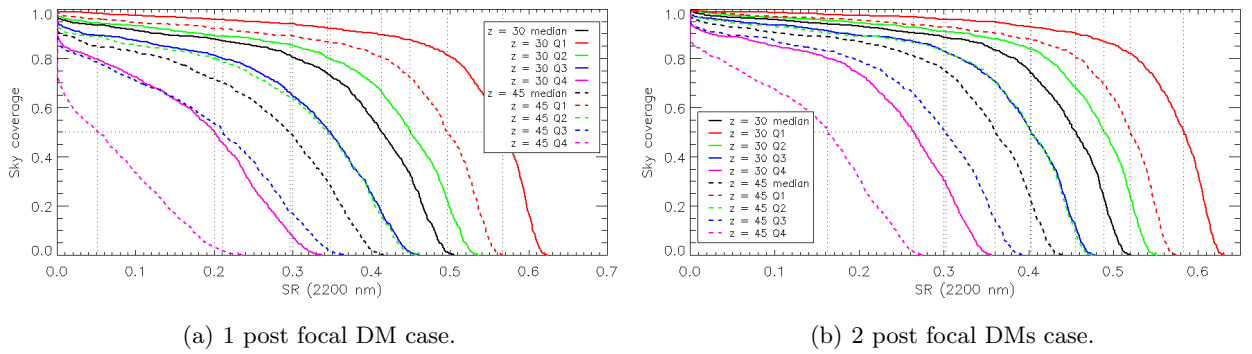 1.0
0.8
0.6
0.4
0.2
0.0
Sky coverage
z = 30 median
z = 30 Q1
z = 30 Q2
z = 30 Q3
z = 30 Q4
z = 45 median
z = 45 Q1
z = 45 Q2
z = 45 Q3
z = 45 Q4
0.0 0.1 0.2 0.3 0.4 0.5 0.6 0.7
SR (2200 nm)
(a) 1 post focal DM case.
1.0
0.8
0.6
0.4
0.2
0.0
Sky coverage
z = 30 median
z = 30 Q1
z = 30 Q2
z = 30 Q3
z = 30 Q4
z = 45 median
z = 45 Q1
z = 45 Q2
z = 45 Q3
z = 45 Q4
0.0 0.1 0.2 0.3 0.4 0.5 0.6
SR (2200 nm)
(b) 2 post focal DMs case.